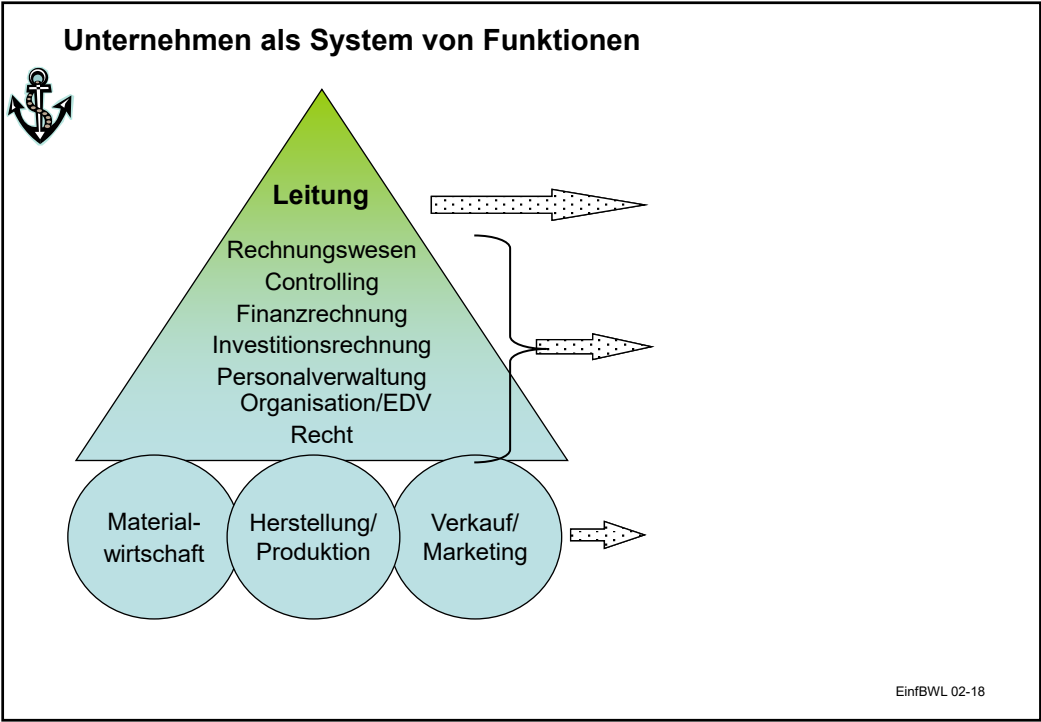 Unternehmen als System von Funktionen
Leitung
Rechnungswesen
Controlling
Finanzrechnung
Investitionsrechnung
Personalverwaltung
Organisation/EDV
Recht
Material-
wirtschaft
Herstellung/
Produktion
Verkauf/
Marketing
EinfBWL 02-18